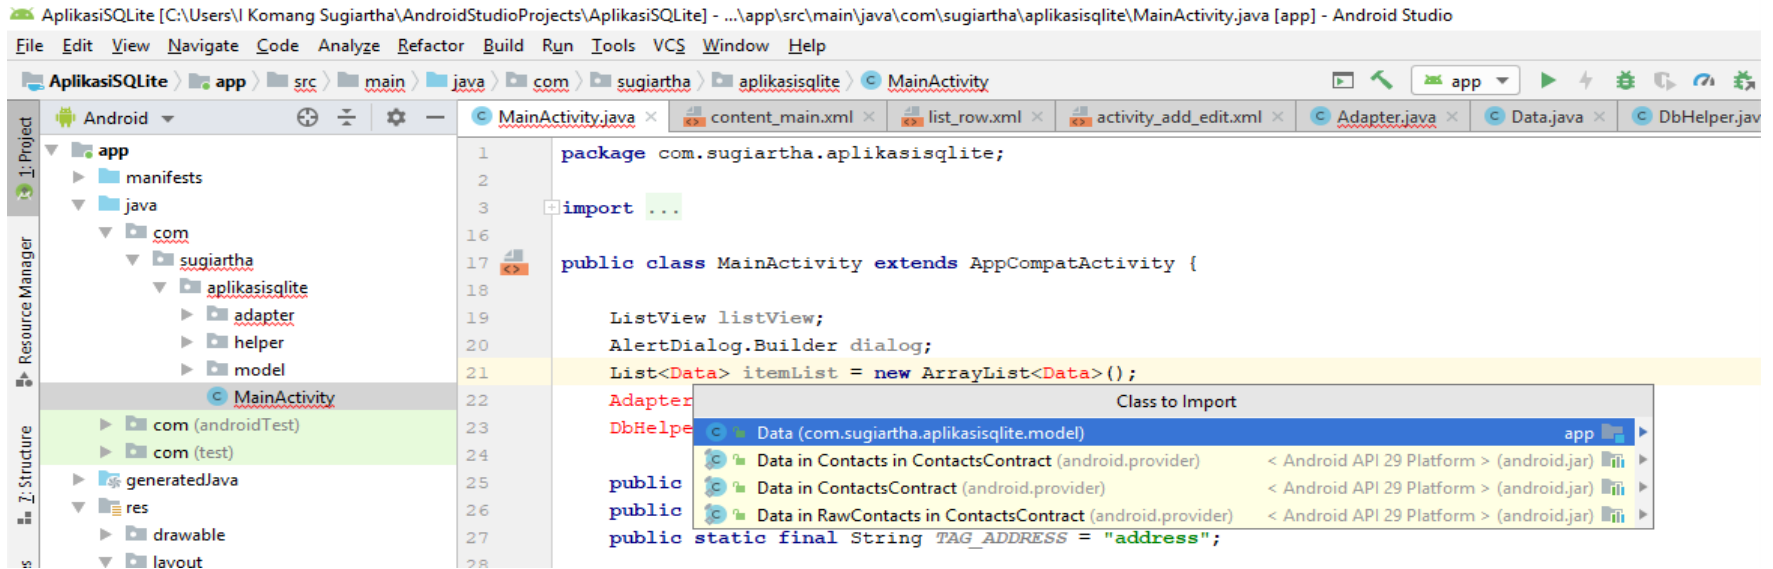 AplikasiSQLite [C:\Users\I Komang Sugiartha\AndroidStudioProjects\AplikasiSQLite] - ...\app\src\main\java\com\sugiartha\aplikasisqlite\MainActivity.java [app] - Android Studio
File Edit View Navigate Code Analyze Refactor Build Run Tools VCS Window Help
AplikasiSQLite app src main java com sugiartha aplikasisqlite MainActivity app
Android MainActivity.java content_main.xml list_row.xml activity_add_edit.xml Adapter.java Data.java DbHelper.jav
1: Project
Resource Manager
7: Structure
app
manifests
java
com
sugiartha
aplikasisqlite
adapter
helper
model
MainActivity
com (androidTest)
com (test)
generatedJava
res
drawable
layout
1 package com.sugiartha.aplikasisqlite;
2
3 import ...
16
17 public class MainActivity extends AppCompatActivity {
18
19 ListView listView;
20 AlertDialog.Builder dialog;
21 List<Data> itemList = new ArrayList<Data>();
22 Adapter
23 DbHelpe
24
25 public
26 public
27 public static final String TAG_ADDRESS = "address";
28
Class to Import
Data (com.sugiartha.aplikasisqlite.model) app
Data in Contacts in ContactsContract (android.provider) < Android API 29 Platform > (android.jar)
Data in ContactsContract (android.provider) < Android API 29 Platform > (android.jar)
Data in RawContacts in ContactsContract (android.provider) < Android API 29 Platform > (android.jar)